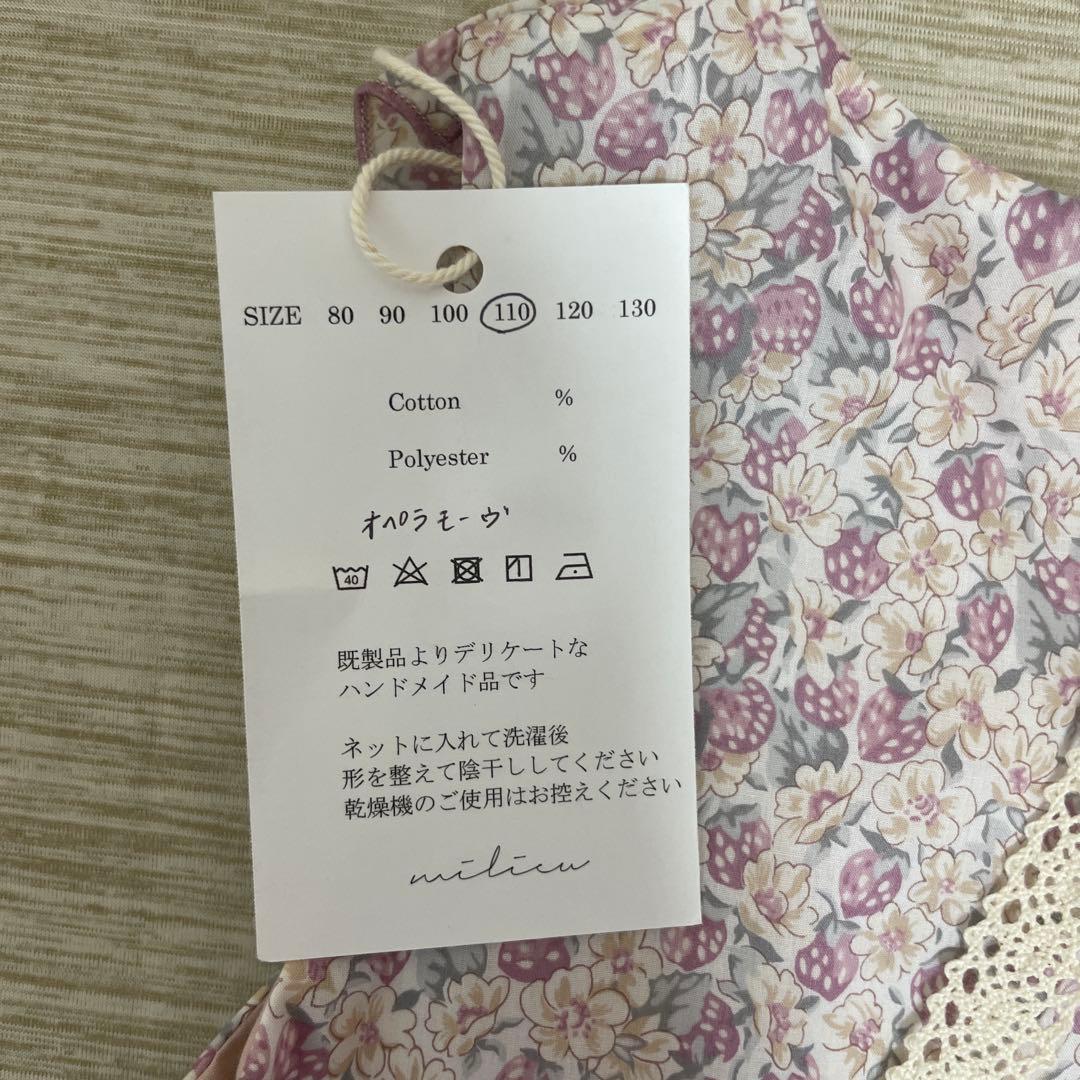 SIZE 80 90 100 110 120 130
Cotton %
Polyester %
オペラモーヴ
40
既製品よりデリケートな
ハンドメイド品です
ネットに入れて洗濯後
形を整えて陰干ししてください
乾燥機のご使用はお控えください
milieu